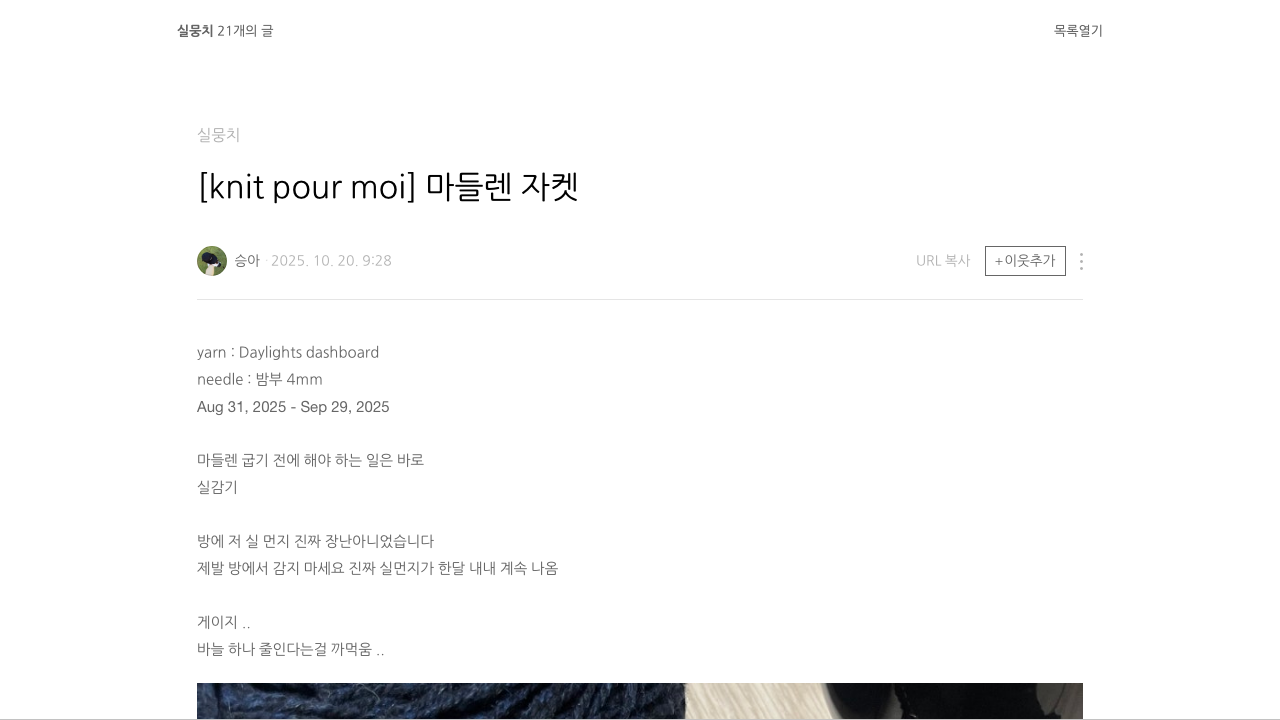 실뭉치 21개의 글
목록열기
실뭉치
[knit pour moi] 마들렌 자켓
승아 · 2025. 10. 20. 9:28
URL 복사
+이웃추가
yarn : Daylights dashboard
needle : 밤부 4mm
Aug 31, 2025 - Sep 29, 2025
마들렌 굽기 전에 해야 하는 일은 바로
실감기
방에 저 실 먼지 진짜 장난아니었습니다
제발 방에서 감지 마세요 진짜 실먼지가 한달 내내 계속 나옴
게이지 ..
바늘 하나 줄인다는걸 까먹움 ..